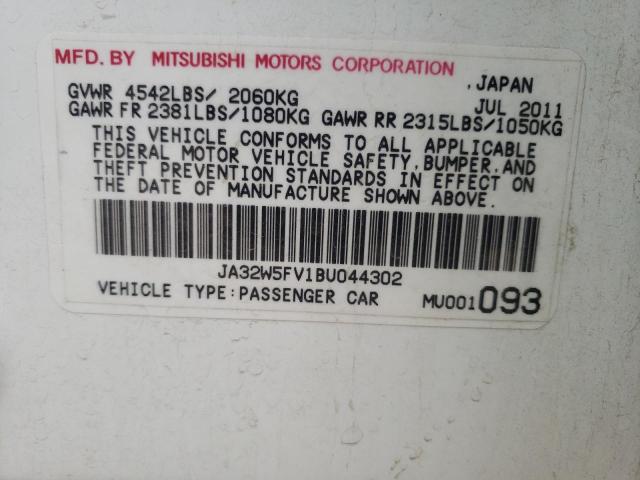 MFD. BY MITSUBISHI MOTORS CORPORATION
, JAPAN
GVWR 4542LBS/ 2060KG JUL 2011
GAWR FR 2381LBS/1080KG GAWR RR 2315LBS/1050KG
THIS VEHICLE CONFORMS TO ALL APPLICABLE
FEDERAL MOTOR VEHICLE SAFETY, BUMPER, AND
THEFT PREVENTION STANDARDS IN EFFECT ON
THE DATE OF MANUFACTURE SHOWN ABOVE.
JA32W5FV1BU044302
VEHICLE TYPE:PASSENGER CAR MU001093